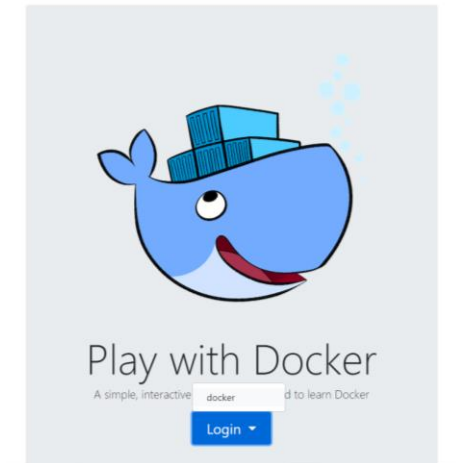 Play with Docker
A simple, interactive d to learn Docker
docker
Login